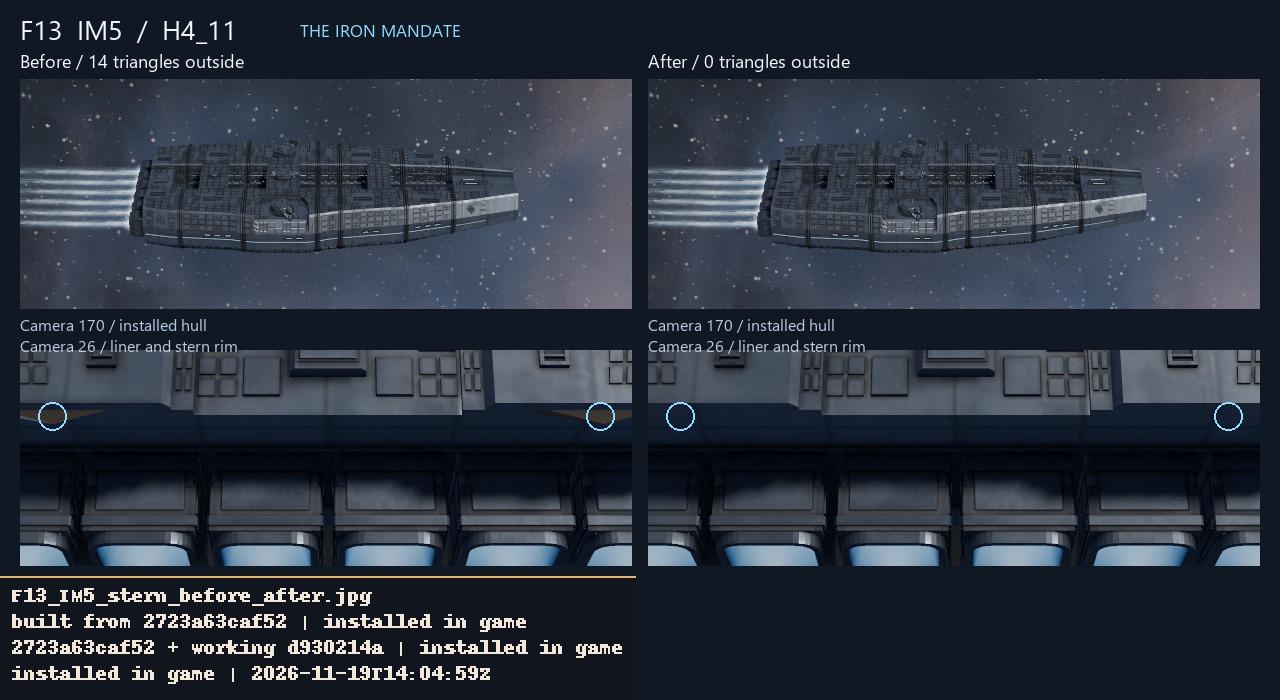 F13 IM5 / H4_11
THE IRON MANDATE
Before / 14 triangles outside
After / 0 triangles outside
Camera 170 / installed hull
Camera 170 / installed hull
Camera 26 / liner and stern rim
Camera 26 / liner and stern rim
F13_IM5_stern_before_after.jpg
built from 2723a63caf52 | installed in game
2723a63caf52 + working d930214a | installed in game
installed in game | 2026-11-19T14:04:59Z